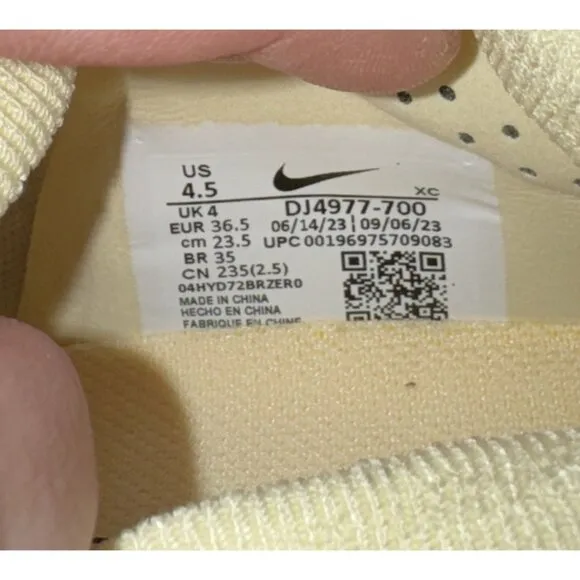 US
4.5
XC
UK 4
DJ4977-700
EUR 36.5
06/14/23 | 09/06/23
cm 23.5
UPC 00196975709083
BR 35
CN 235(2.5)
04HYD72BRZER0
MADE IN CHINA
HECHO EN CHINA
FABRIQUE EN CHINE